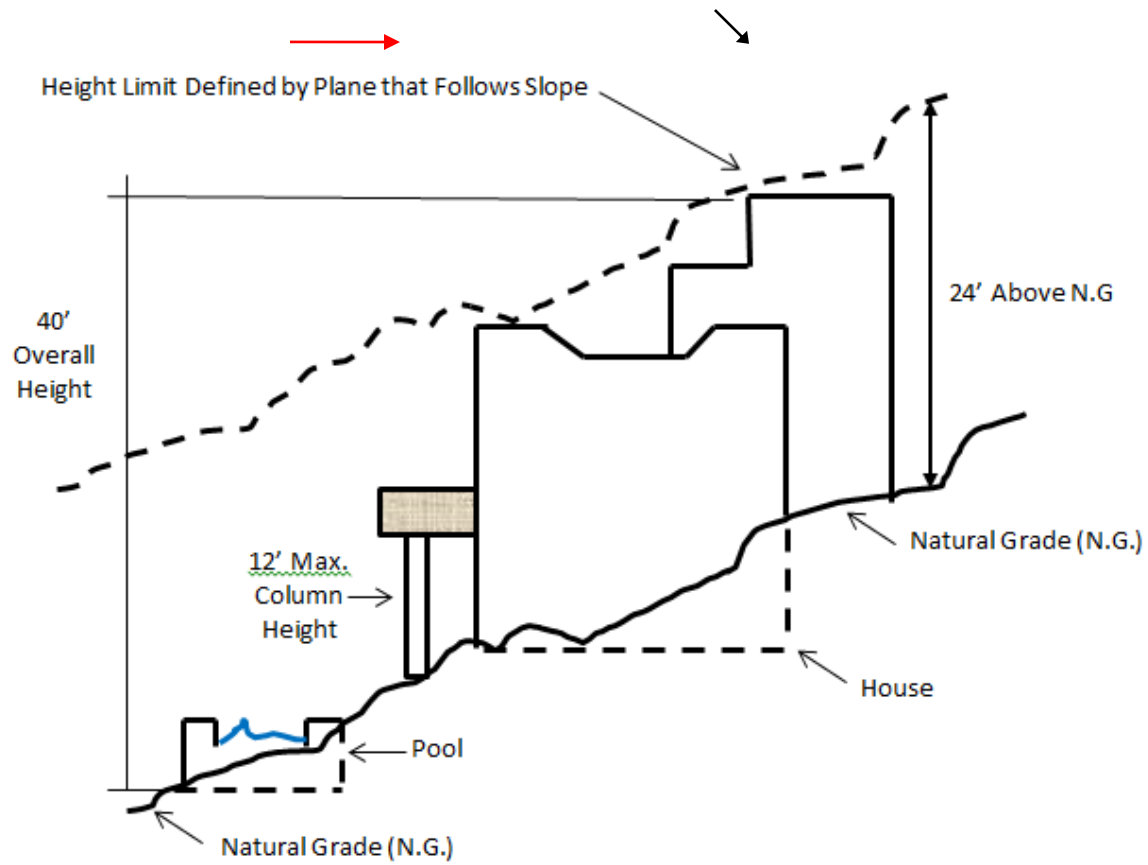 Height Limit Defined by Plane that Follows Slope
40’
Overall
Height
24’ Above N.G
Natural Grade (N.G.)
12’ Max.
Column
Height
House
Pool
Natural Grade (N.G.)